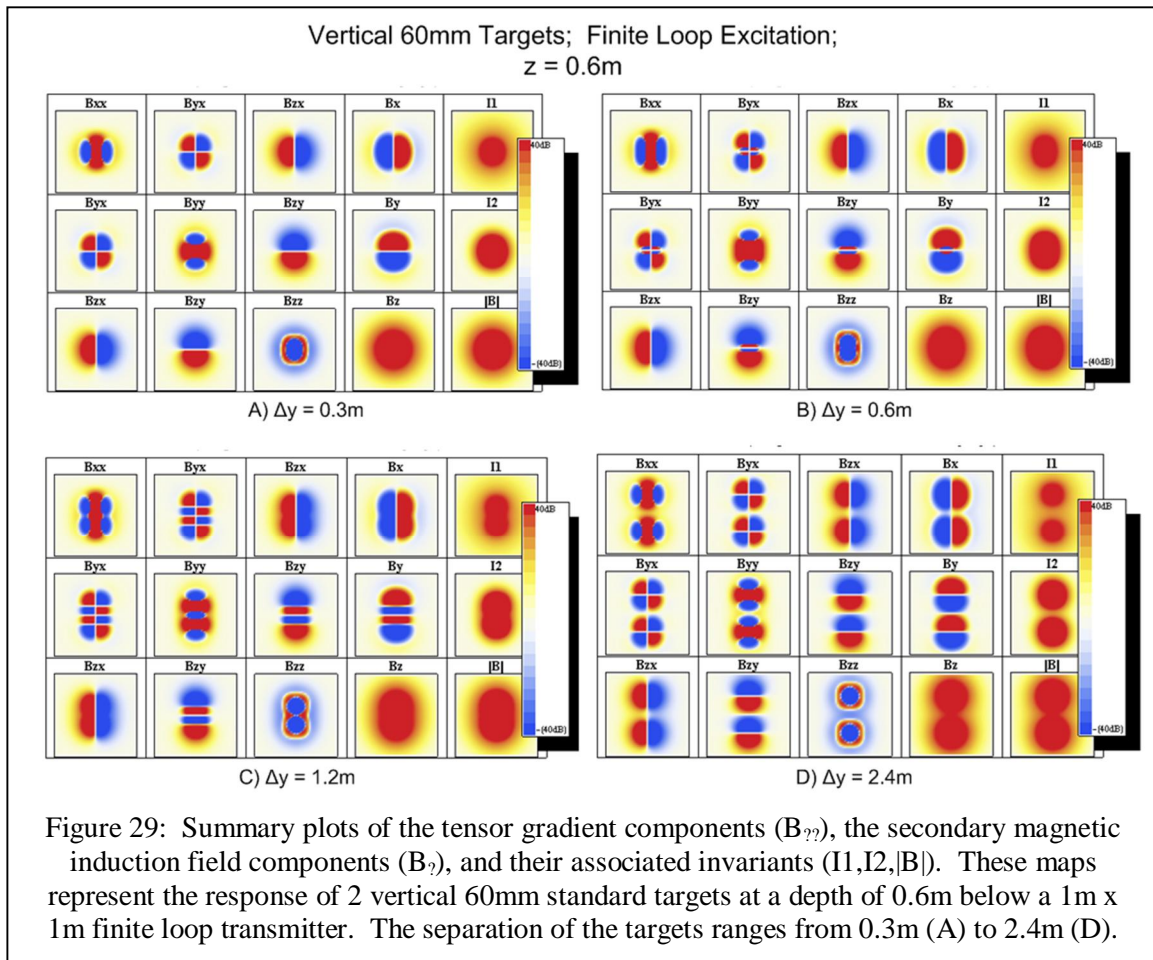 Vertical 60mm Targets; Finite Loop Excitation;
z = 0.6m
Bxx Byx Bzx Bx I1
40dB
Byx Byy Bzy By I2
Bzx Bzy Bzz Bz |B|
-(40dB)
A) Δy = 0.3m
Bxx Byx Bzx Bx I1
40dB
Byx Byy Bzy By I2
Bzx Bzy Bzz Bz |B|
-(40dB)
B) Δy = 0.6m
Bxx Byx Bzx Bx I1
40dB
Byx Byy Bzy By I2
Bzx Bzy Bzz Bz |B|
-(40dB)
C) Δy = 1.2m
Bxx Byx Bzx Bx I1
40dB
Byx Byy Bzy By I2
Bzx Bzy Bzz Bz |B|
-(40dB)
D) Δy = 2.4m
Figure 29: Summary plots of the tensor gradient components (B??), the secondary magnetic
induction field components (B?), and their associated invariants (I1,I2,|B|). These maps
represent the response of 2 vertical 60mm standard targets at a depth of 0.6m below a 1m x
1m finite loop transmitter. The separation of the targets ranges from 0.3m (A) to 2.4m (D).